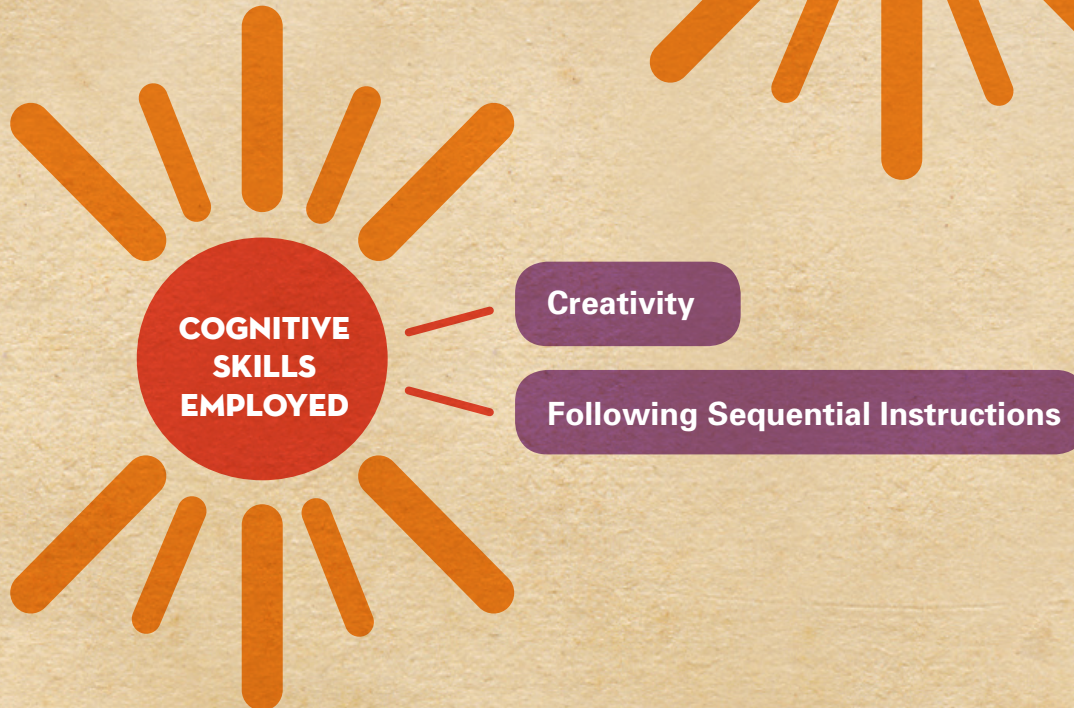 COGNITIVE
SKILLS
EMPLOYED
Creativity
Following Sequential Instructions